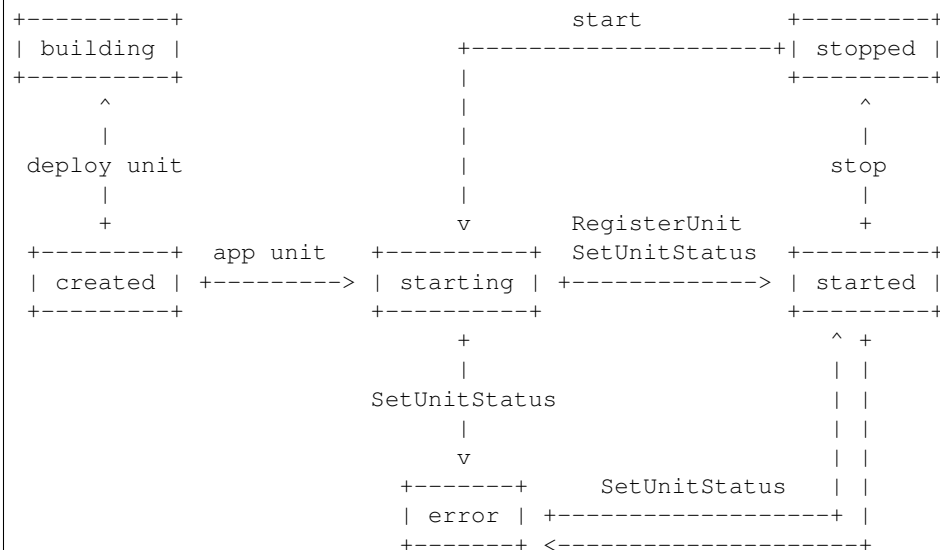 start
building
stopped
deploy unit
stop
RegisterUnit
app unit
SetUnitStatus
created
starting
started
SetUnitStatus
SetUnitStatus
error